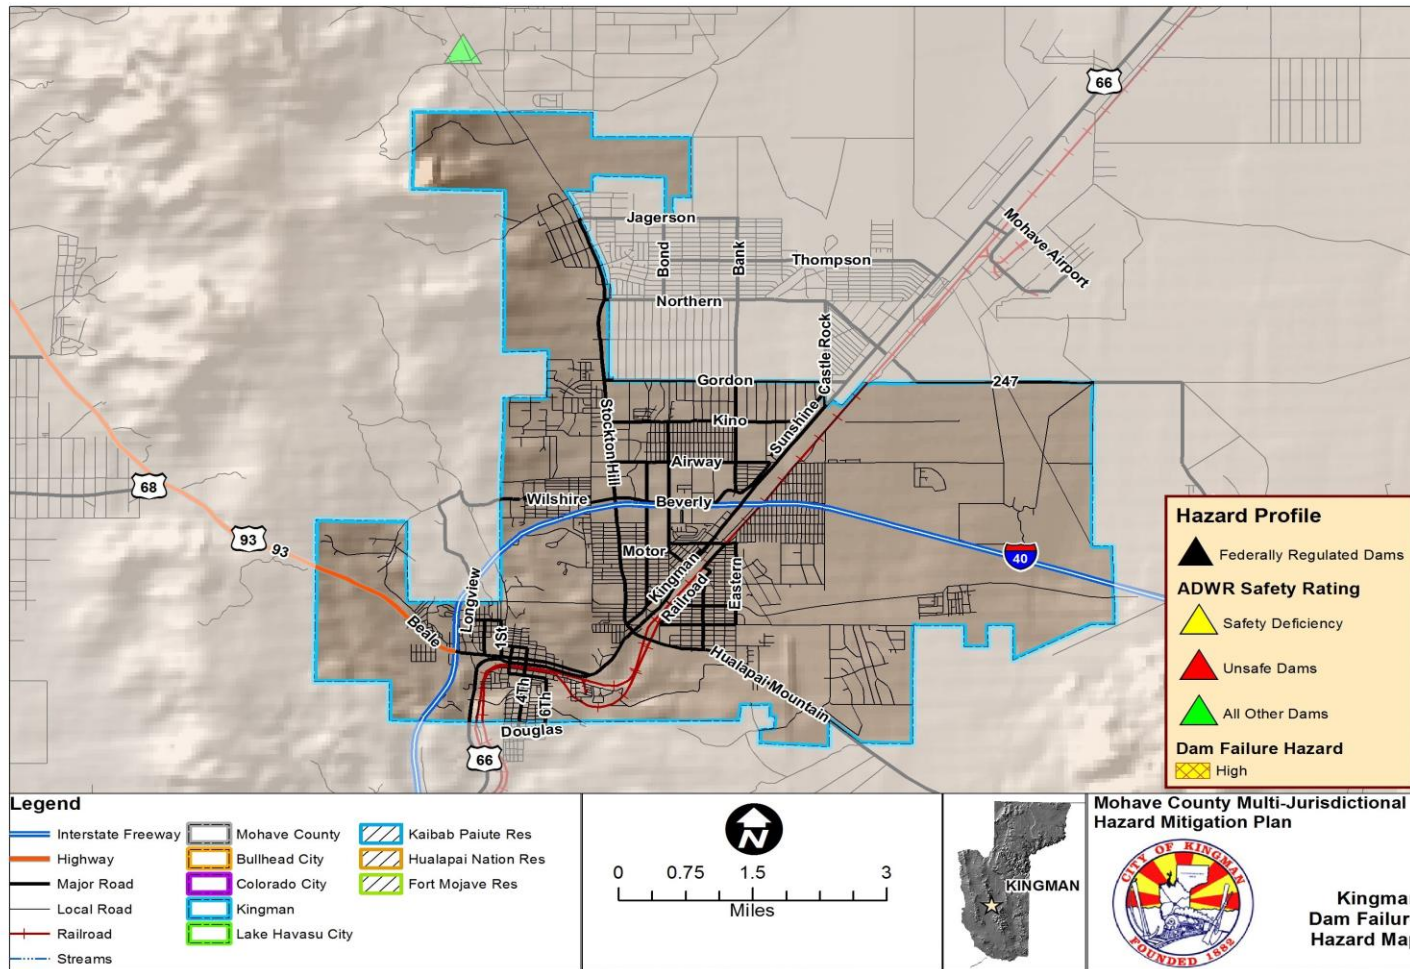 66
Jagerson
Mohave Airport
Bond
Bank
Thompson
Northern
Castle Rock
Gordon
247
Stockton Hill
Kino
Sunshine
Airway
68
Wilshire
Beverly
93
93
Motor
Kingman
Railroad
Eastern
40
Longview
Beale
1St
Hualapai Mountain
4Th
6Th
Douglas
66
Hazard Profile
Federally Regulated Dams
ADWR Safety Rating
Safety Deficiency
Unsafe Dams
All Other Dams
Dam Failure Hazard
High
Legend
Interstate Freeway
Highway
Major Road
Local Road
Railroad
Streams
Mohave County
Bullhead City
Colorado City
Kingman
Lake Havasu City
Kaibab Paiute Res
Hualapai Nation Res
Fort Mojave Res
N
0 0.75 1.5 3
Miles
KINGMAN
Mohave County Multi-Jurisdictional
Hazard Mitigation Plan
CITY OF KINGMAN
FOUNDED 1882
Kingman
Dam Failur
Hazard Map